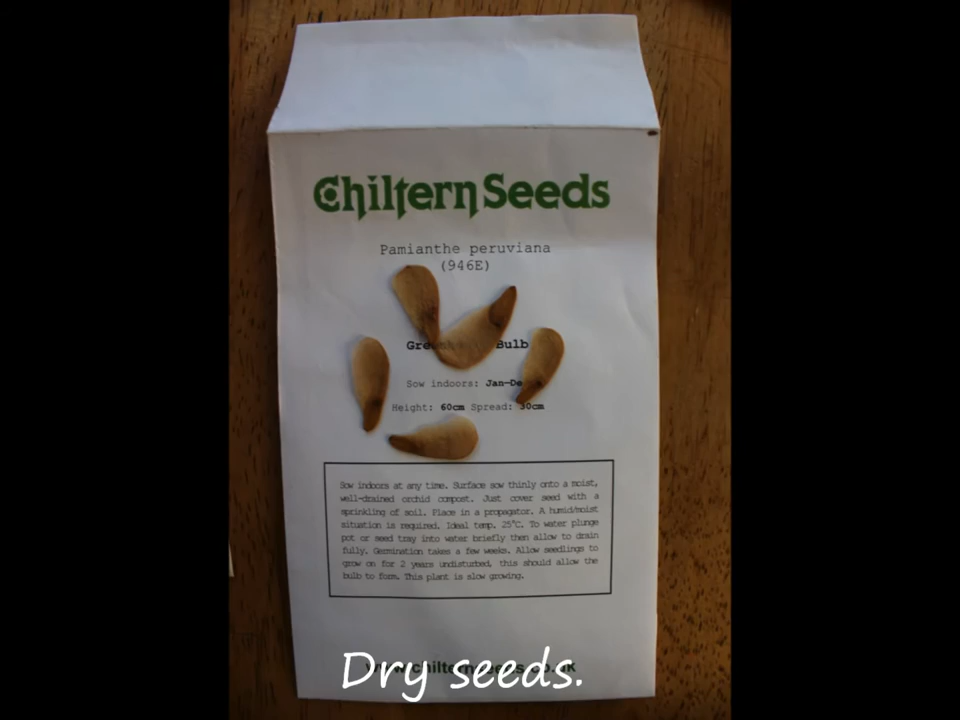 Chiltern Seeds
Pamianthe peruviana
(946E)
Bulb
Sow indoors: Jan-De
Height: 60cm Spread: 30cm
Sow indoors at any time. Surface sow thinly onto a moist,
well-drained orchid compost. Just cover seed with a
sprinkling of soil. Place in a propagator. A humid/moist
situation is required. Ideal temp. 25°C. To water plunge
pot or seed tray into water briefly then allow to drain
fully. Germination takes a few weeks. Allow seedlings to
grow on for 2 years undisturbed, this should allow the
bulb to form. This plant is slow growing.
Dry seeds.